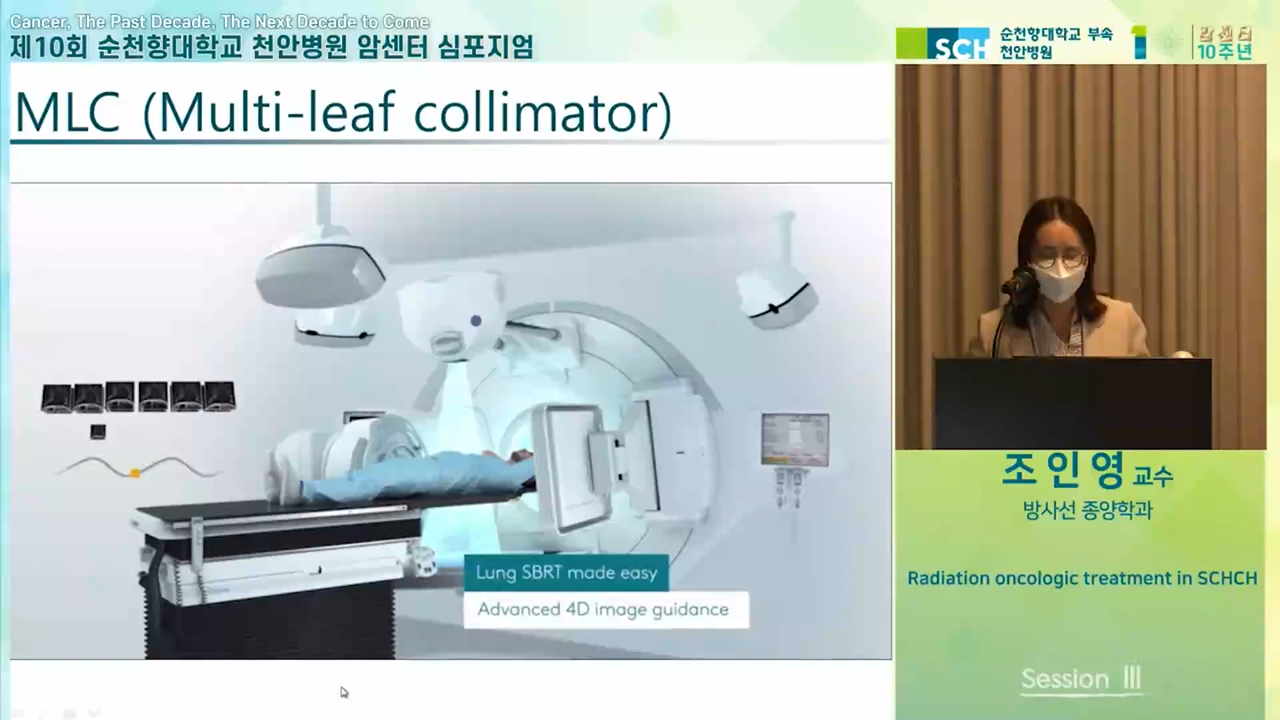 Cancer, The Past Decade, The Next Decade to Come
제10회 순천향대학교 천안병원 암센터 심포지엄
SCH
순천향대학교 부속
천안병원
1
암센터
10주년
MLC (Multi-leaf collimator)
Lung SBRT made easy
Advanced 4D image guidance
조인영 교수
방사선 종양학과
Radiation oncologic treatment in SCHCH
Session Ⅲ